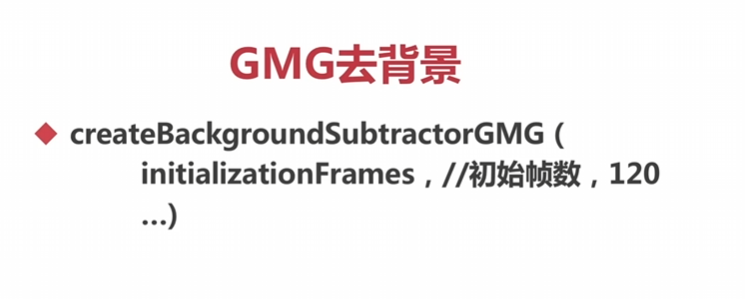 GMG去背景
createBackgroundSubtractorGMG (
initializationFrames , //初始帧数 , 120
...)